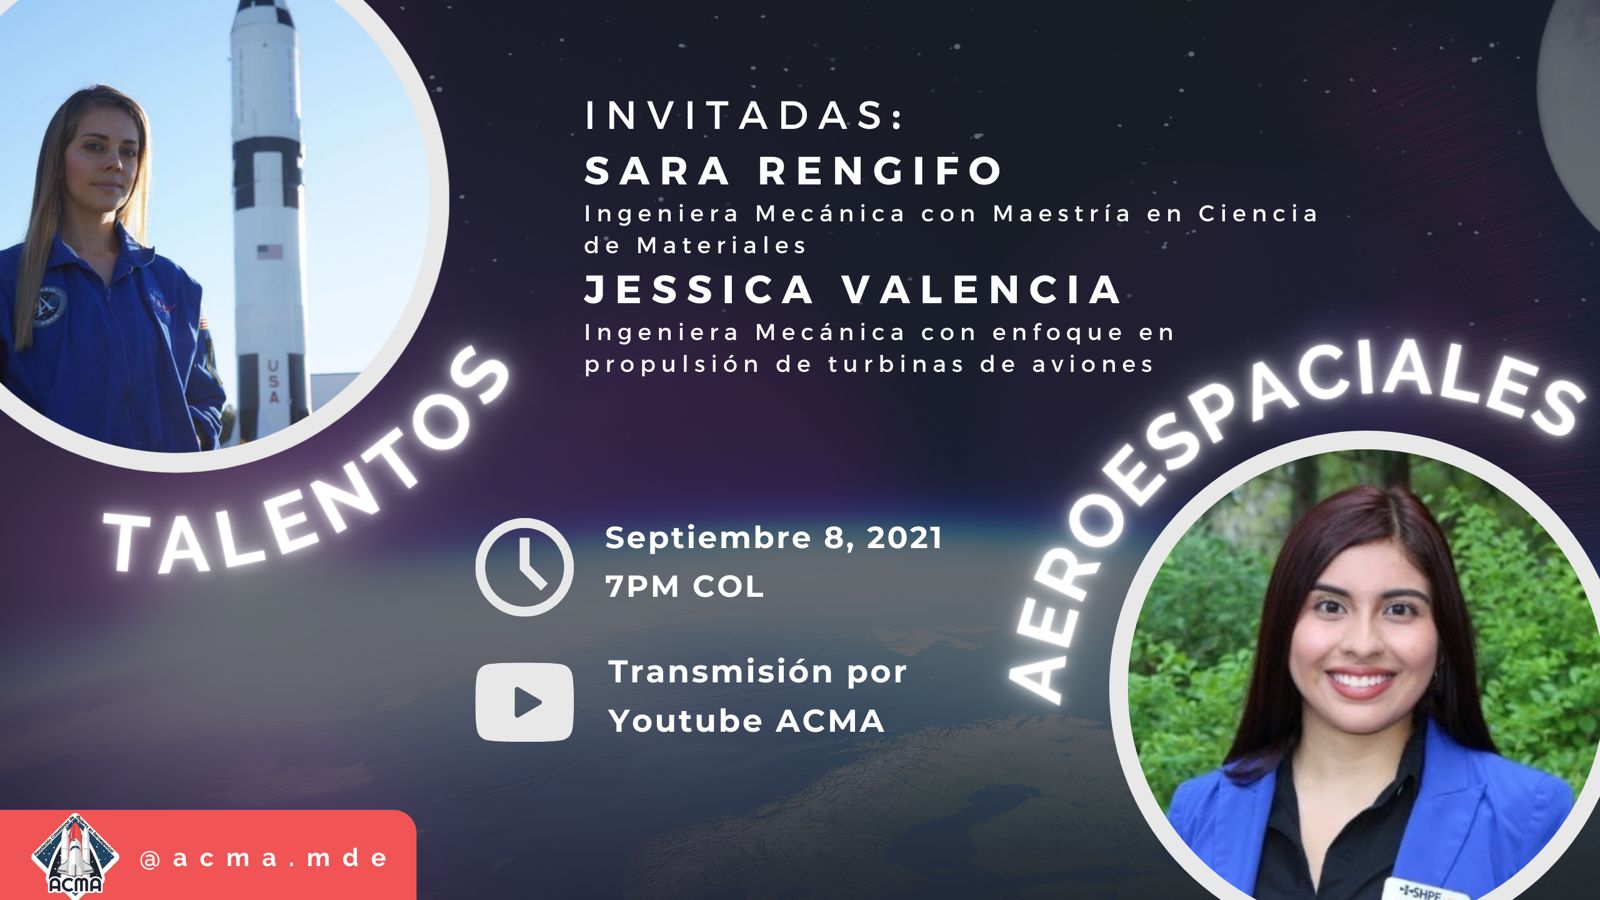 INVITADAS:
SARA RENGIFO
Ingeniera Mecánica con Maestría en Ciencia
de Materiales
JESSICA VALENCIA
Ingeniera Mecánica con enfoque en
propulsión de turbinas de aviones
TALENTOS
AEROESPACIALES
Septiembre 8, 2021
7PM COL
Transmisión por
Youtube ACMA
USA
SHPE
ACMA
@acma.mde